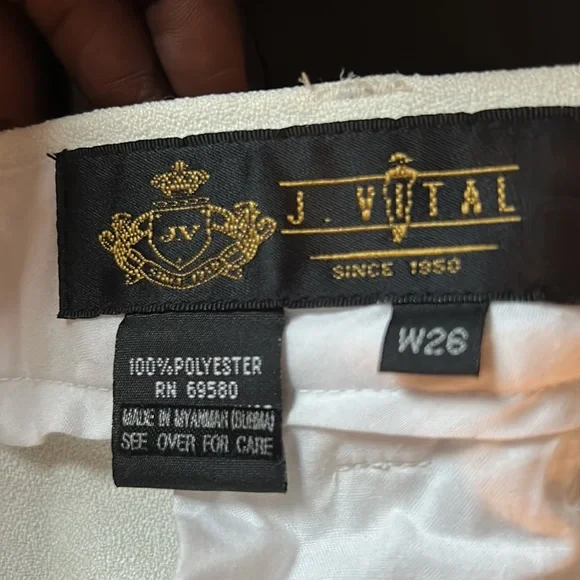 JV
J. VITAL
SINCE 1950
W26
100%POLYESTER
RN 69580
MADE IN MYANMAR (BURMA)
SEE OVER FOR CARE